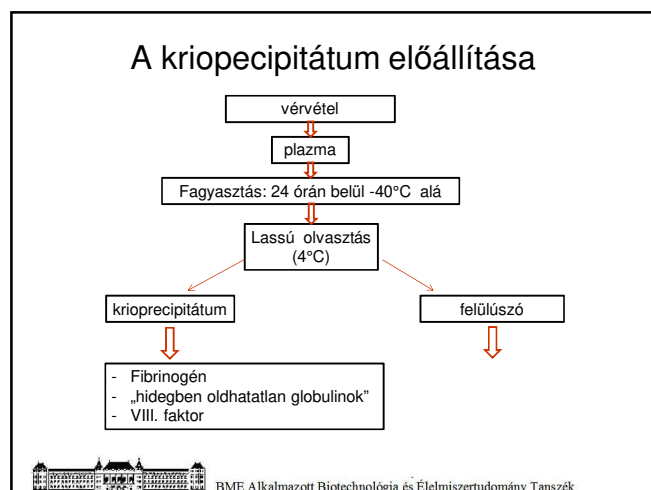 A kriopecipitátum előállítása
vérvétel
plazma
Fagyasztás: 24 órán belül -40°C alá
Lassú olvasztás
(4°C)
krioprecipitátum
felülúszó
- Fibrinogén
- „hidegben oldhatatlan globulinok”
- VIII. faktor
BME Alkalmazott Biotechnológia és Élelmiszertudomány Tanszék